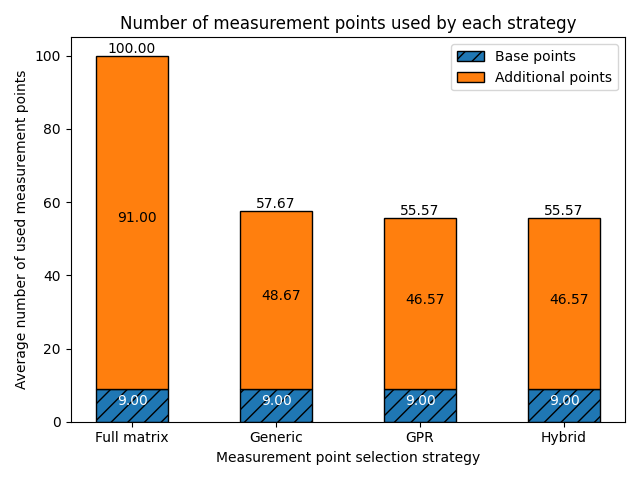 Number of measurement points used by each strategy
Average number of used measurement points
100
80
60
40
20
0
Base points
Additional points
100.00
57.67
55.57
55.57
91.00
48.67
46.57
46.57
9.00
9.00
9.00
9.00
Full matrix
Generic
GPR
Hybrid
Measurement point selection strategy